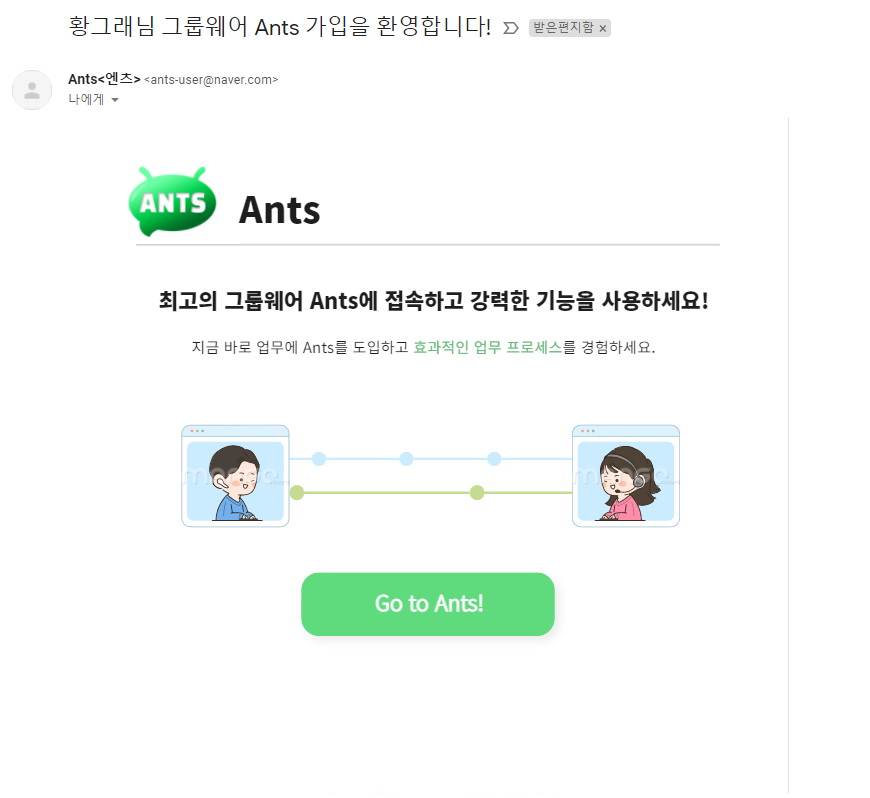 황그래님 그룹웨어 Ants 가입을 환영합니다!
받은편지함 ×
Ants<엔츠> <ants-user@naver.com>
나에게
ANTS
Ants
최고의 그룹웨어 Ants에 접속하고 강력한 기능을 사용하세요!
지금 바로 업무에 Ants를 도입하고 효과적인 업무 프로세스를 경험하세요.
Go to Ants!